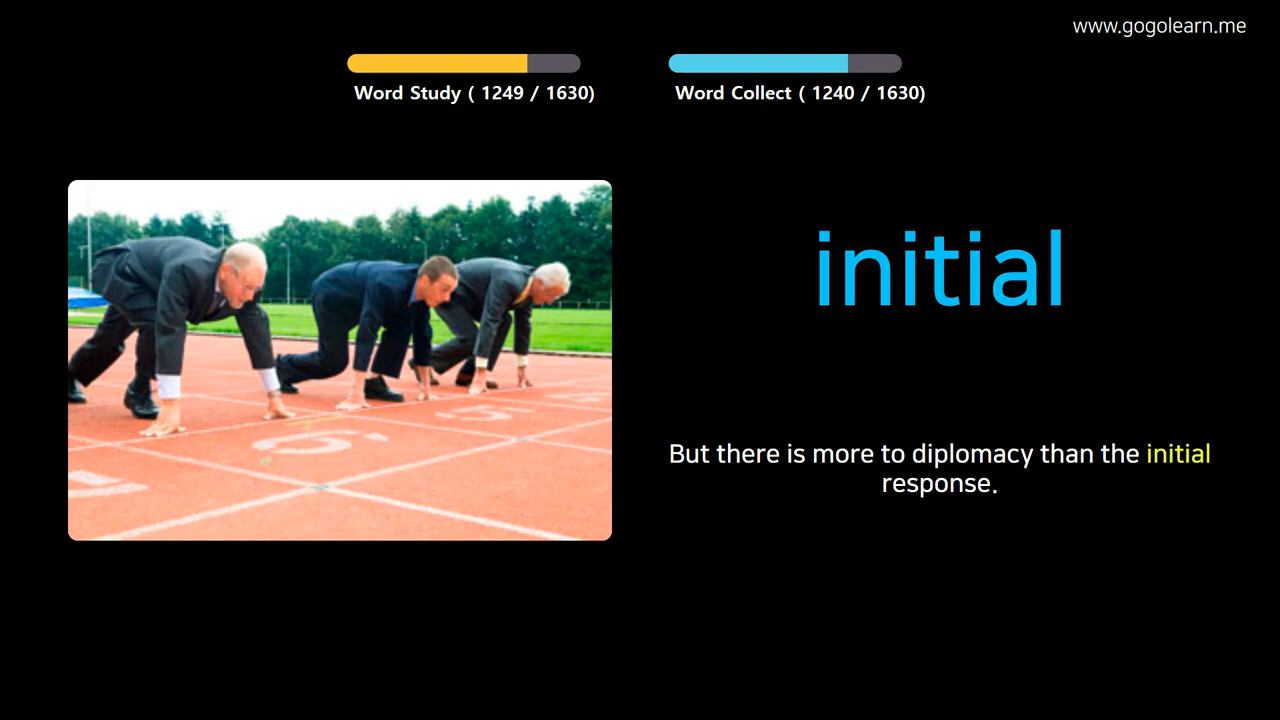 www.gogolearn.me
Word Study ( 1249 / 1630)
Word Collect ( 1240 / 1630)
initial
But there is more to diplomacy than the initial
response.